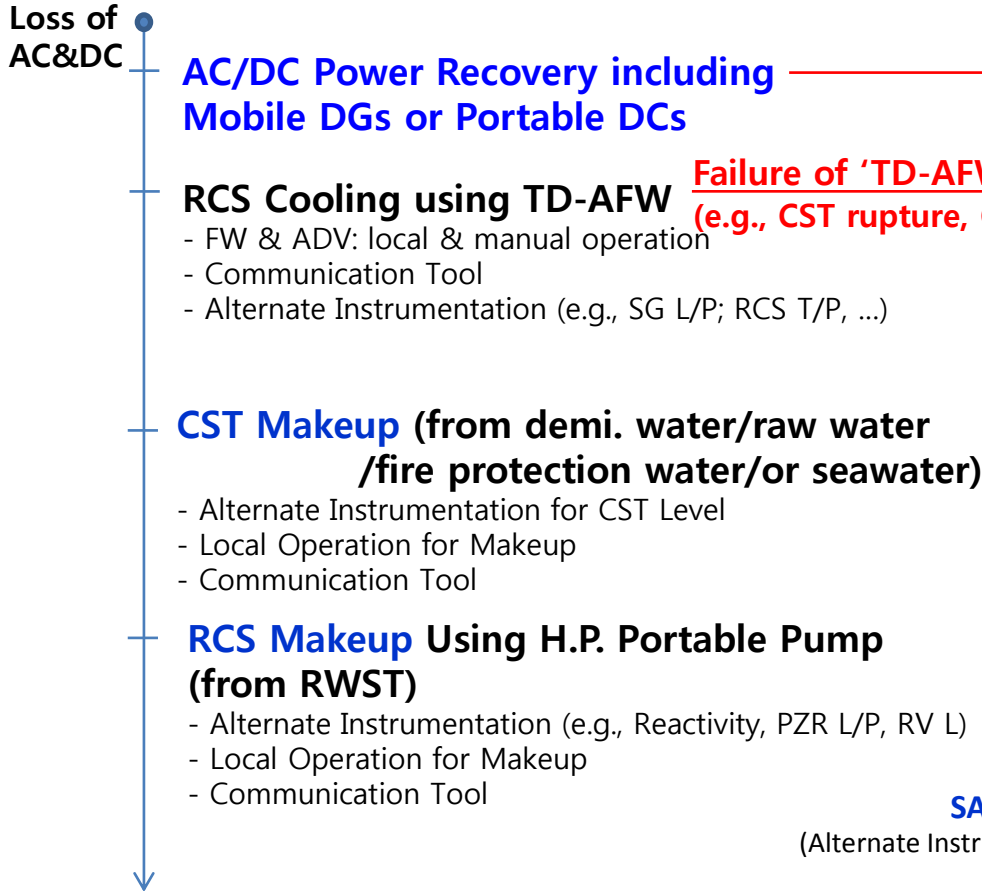 Loss of
AC&DC
AC/DC Power Recovery including
Mobile DGs or Portable DCs
RCS Cooling using TD-AFW
Failure of ‘TD-AF
(e.g., CST rupture,
- FW & ADV: local & manual operation
- Communication Tool
- Alternate Instrumentation (e.g., SG L/P; RCS T/P, ...)
CST Makeup (from demi. water/raw water
/fire protection water/or seawater)
- Alternate Instrumentation for CST Level
- Local Operation for Makeup
- Communication Tool
RCS Makeup Using H.P. Portable Pump
(from RWST)
- Alternate Instrumentation (e.g., Reactivity, PZR L/P, RV L)
- Local Operation for Makeup
- Communication Tool
SA
(Alternate Instr